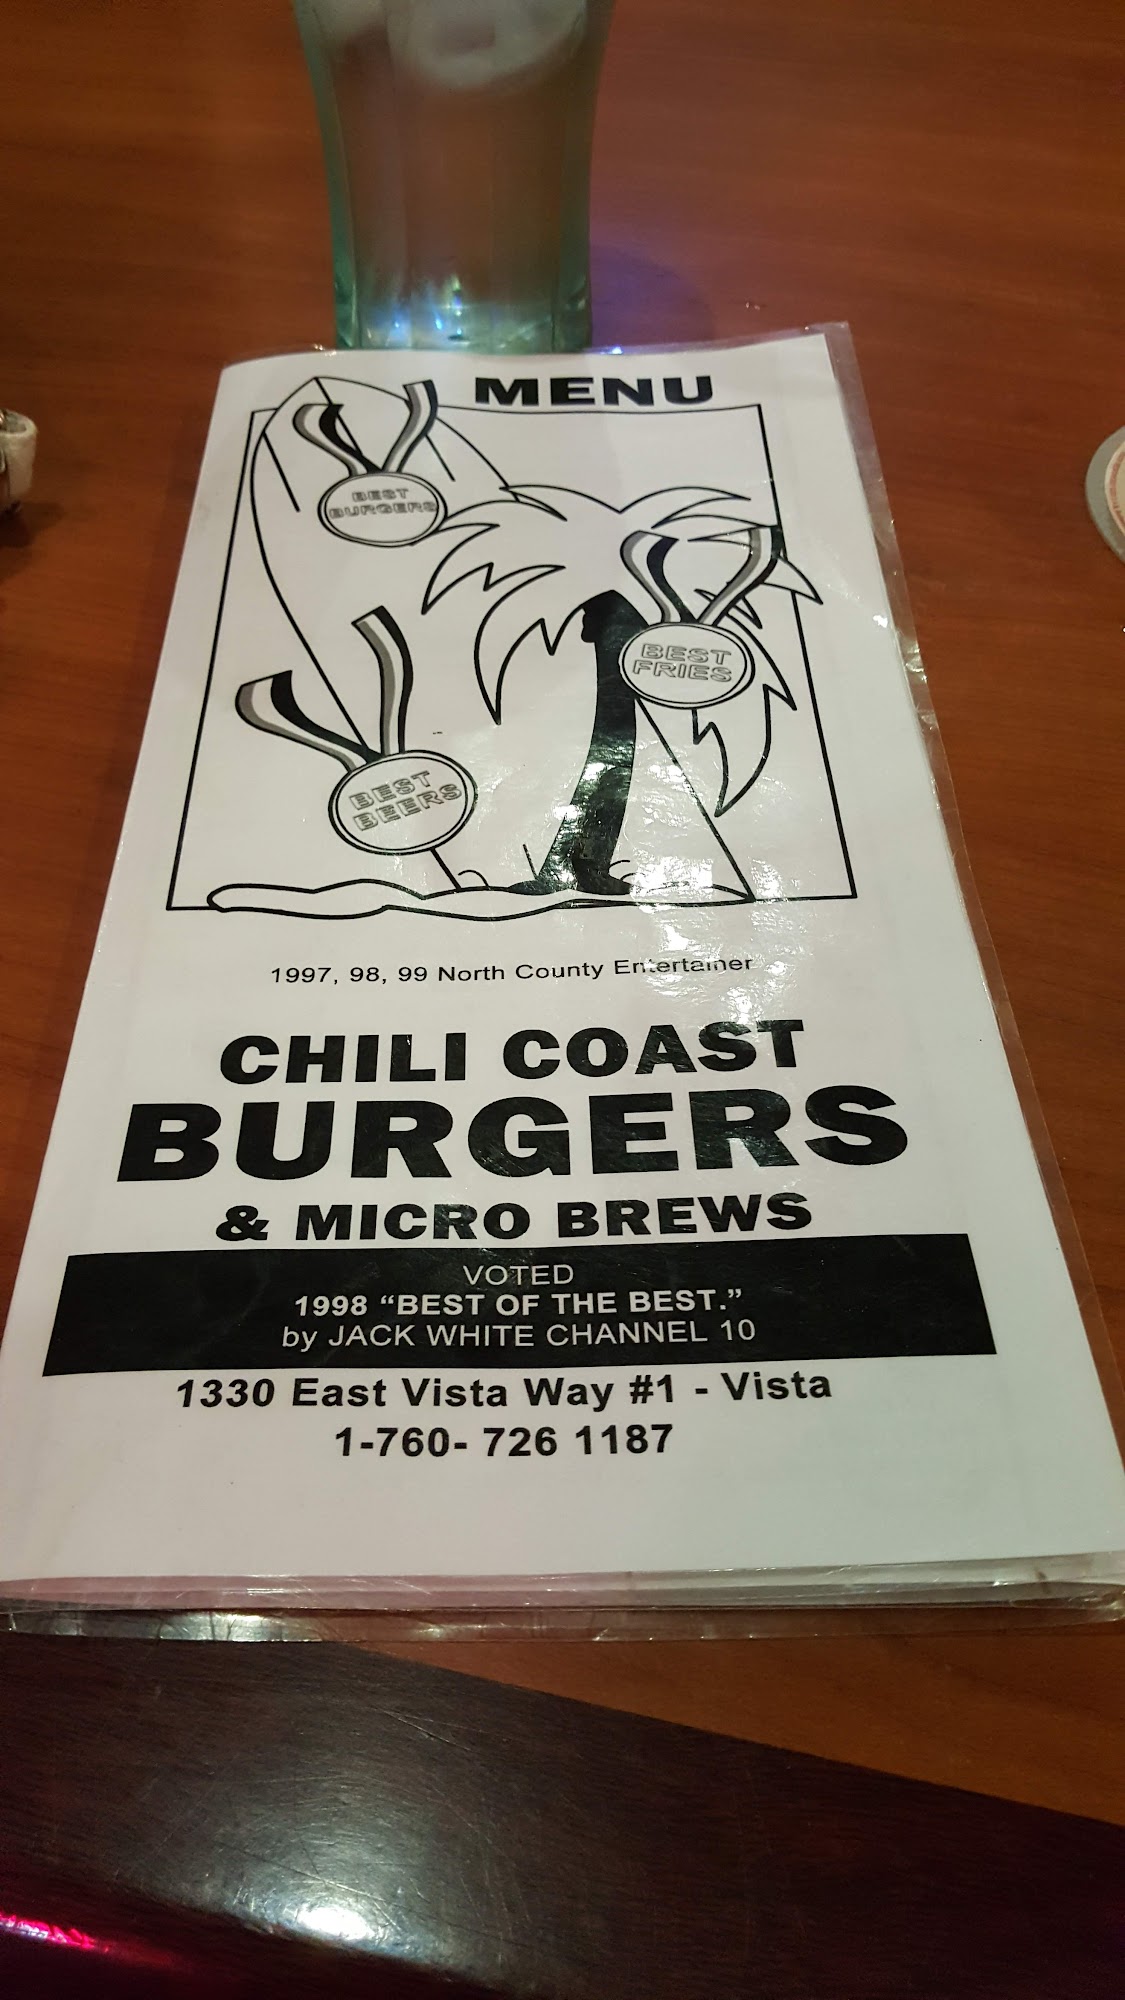 MENU
BEST
BURGERS
BEST
FRIES
BEST
BEERS
1997, 98, 99 North County Entertainer
CHILI COAST
BURGERS
& MICRO BREWS
VOTED
1998 “BEST OF THE BEST.”
by JACK WHITE CHANNEL 10
1330 East Vista Way #1 - Vista
1-760- 726 1187